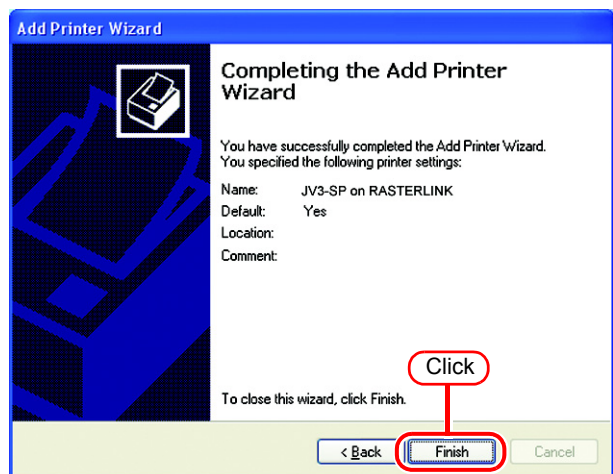 Add Printer Wizard
Completing the Add Printer
Wizard
You have successfully completed the Add Printer Wizard.
You specified the following printer settings:
Name: JV3-SP on RASTERLINK
Default: Yes
Location:
Comment:
Click
To close this wizard, click Finish.
< Back Finish Cancel